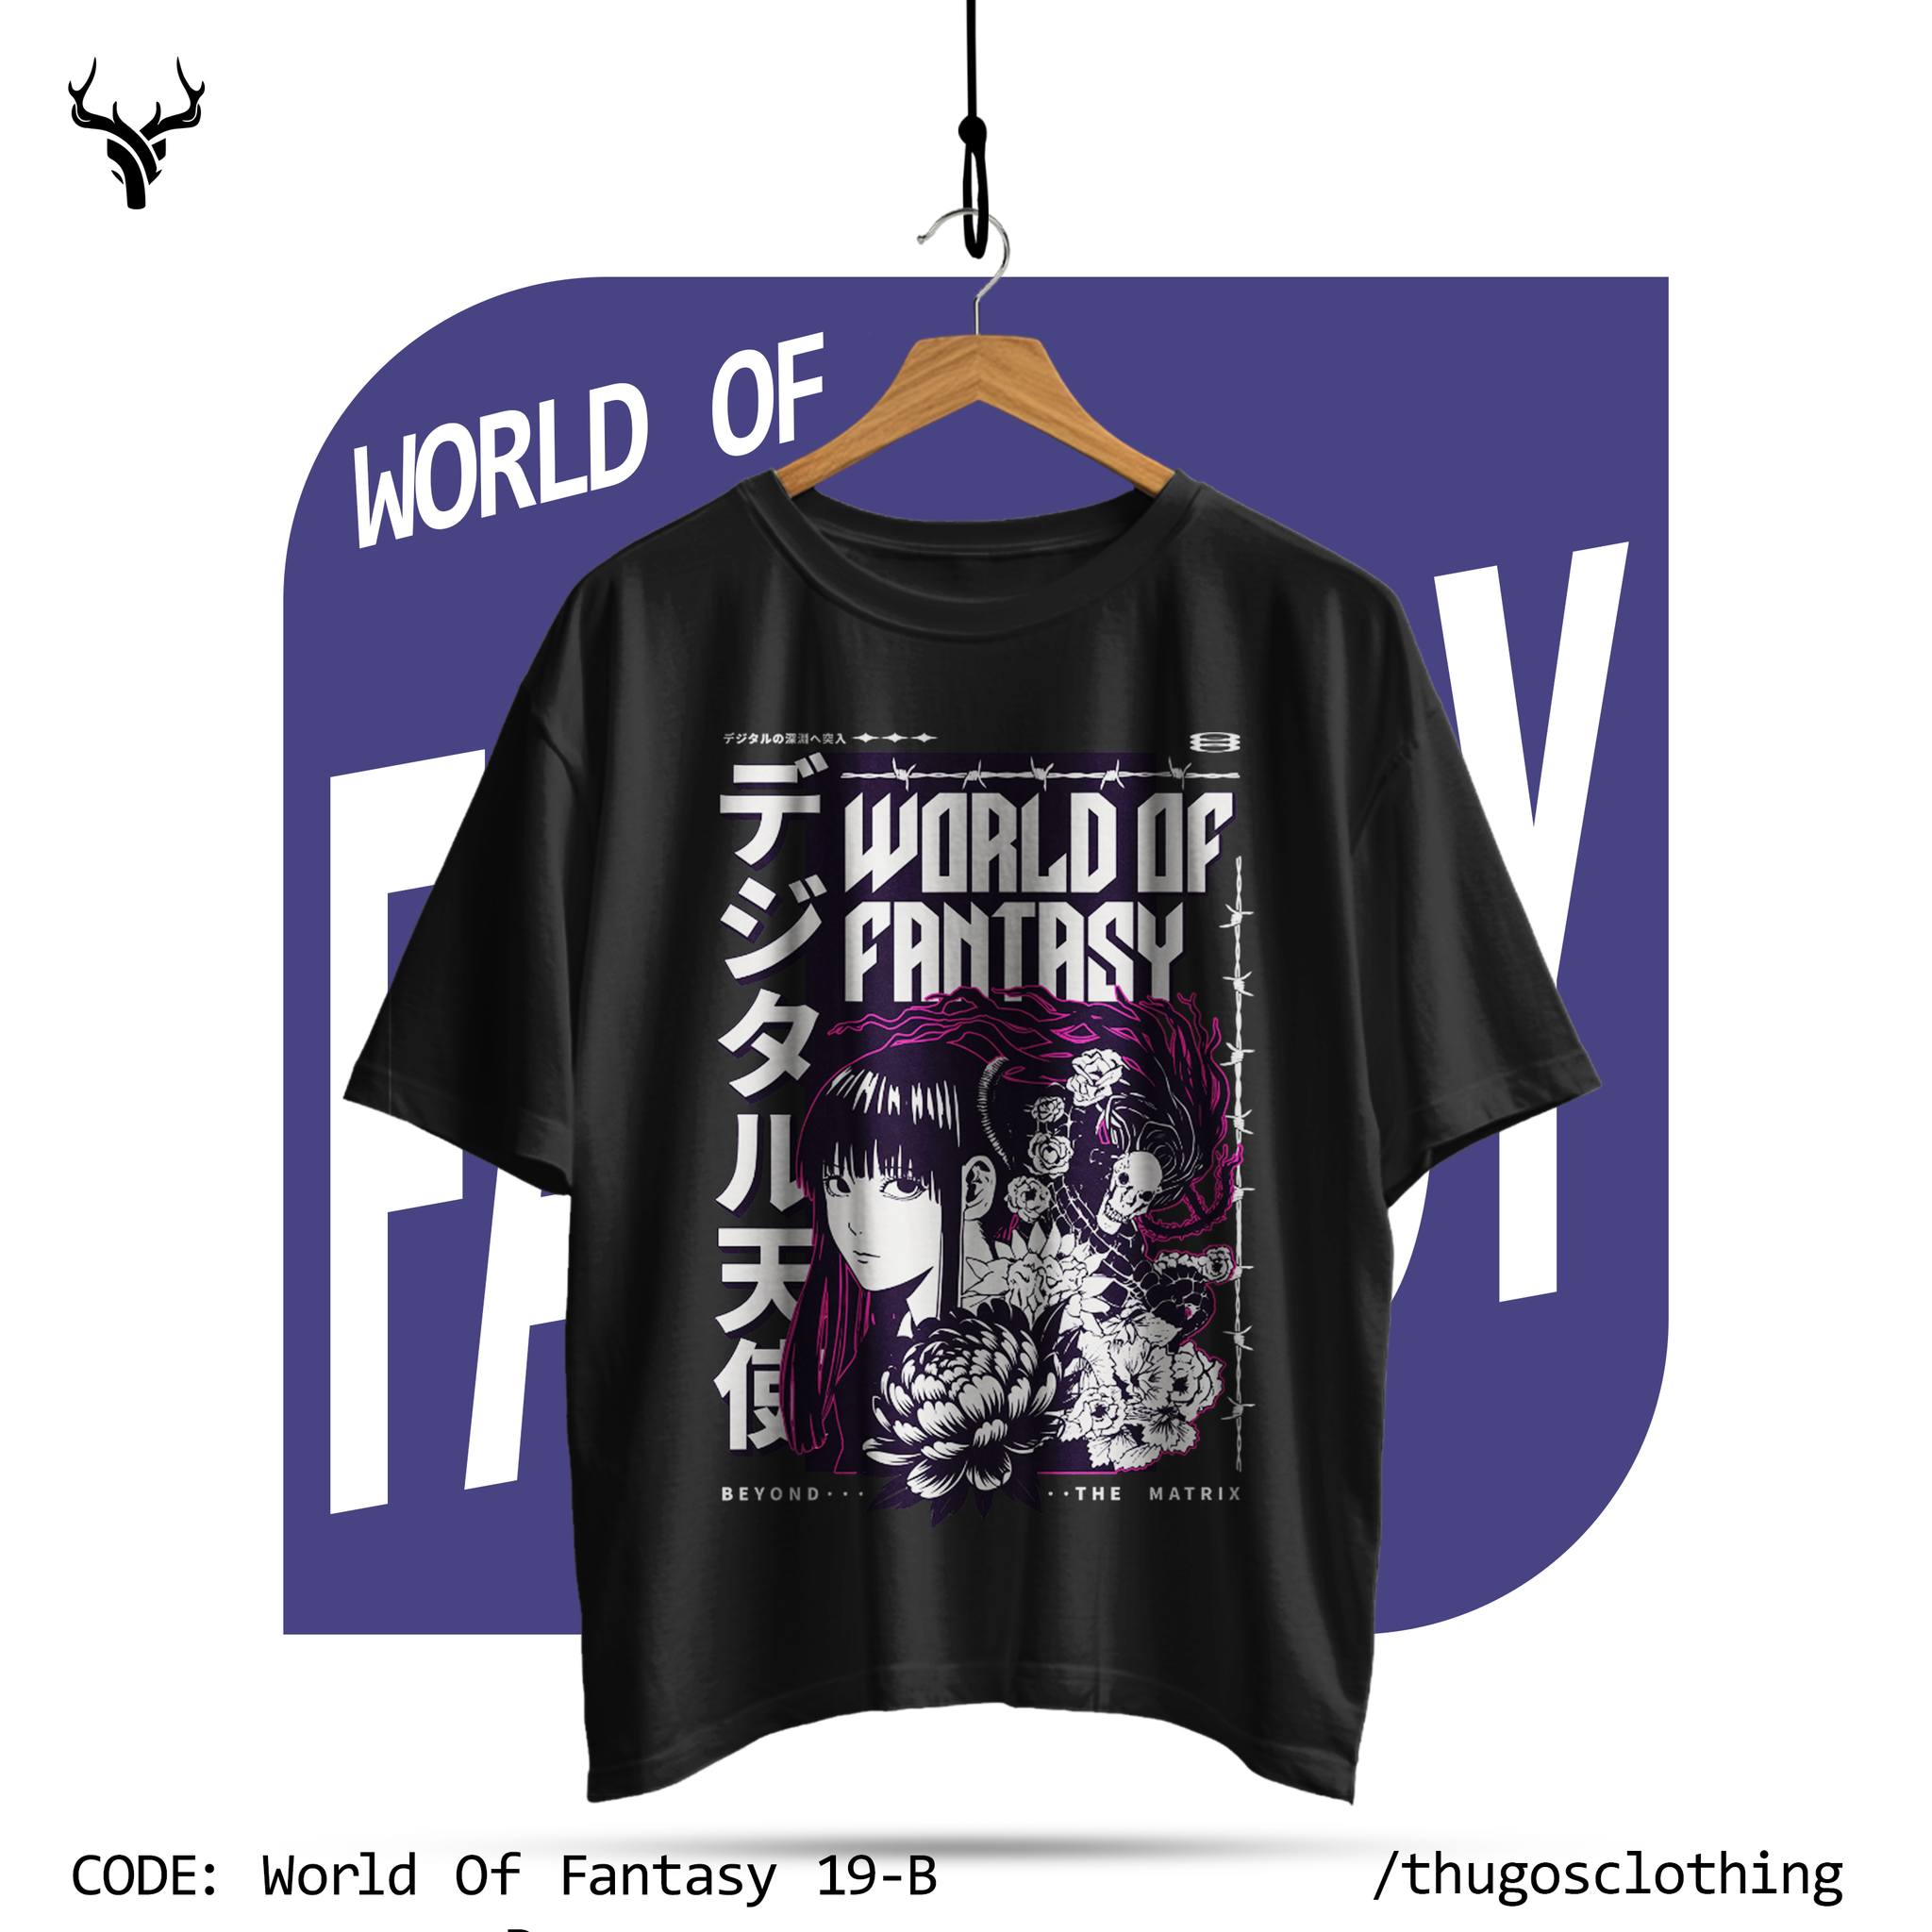 WORLD OF
FANTASY
デジタルの深淵へ突入
デジタル天使
WORLD OF
FANTASY
BEYOND...
..THE MATRIX
CODE: World Of Fantasy 19-B
/thugosclothing